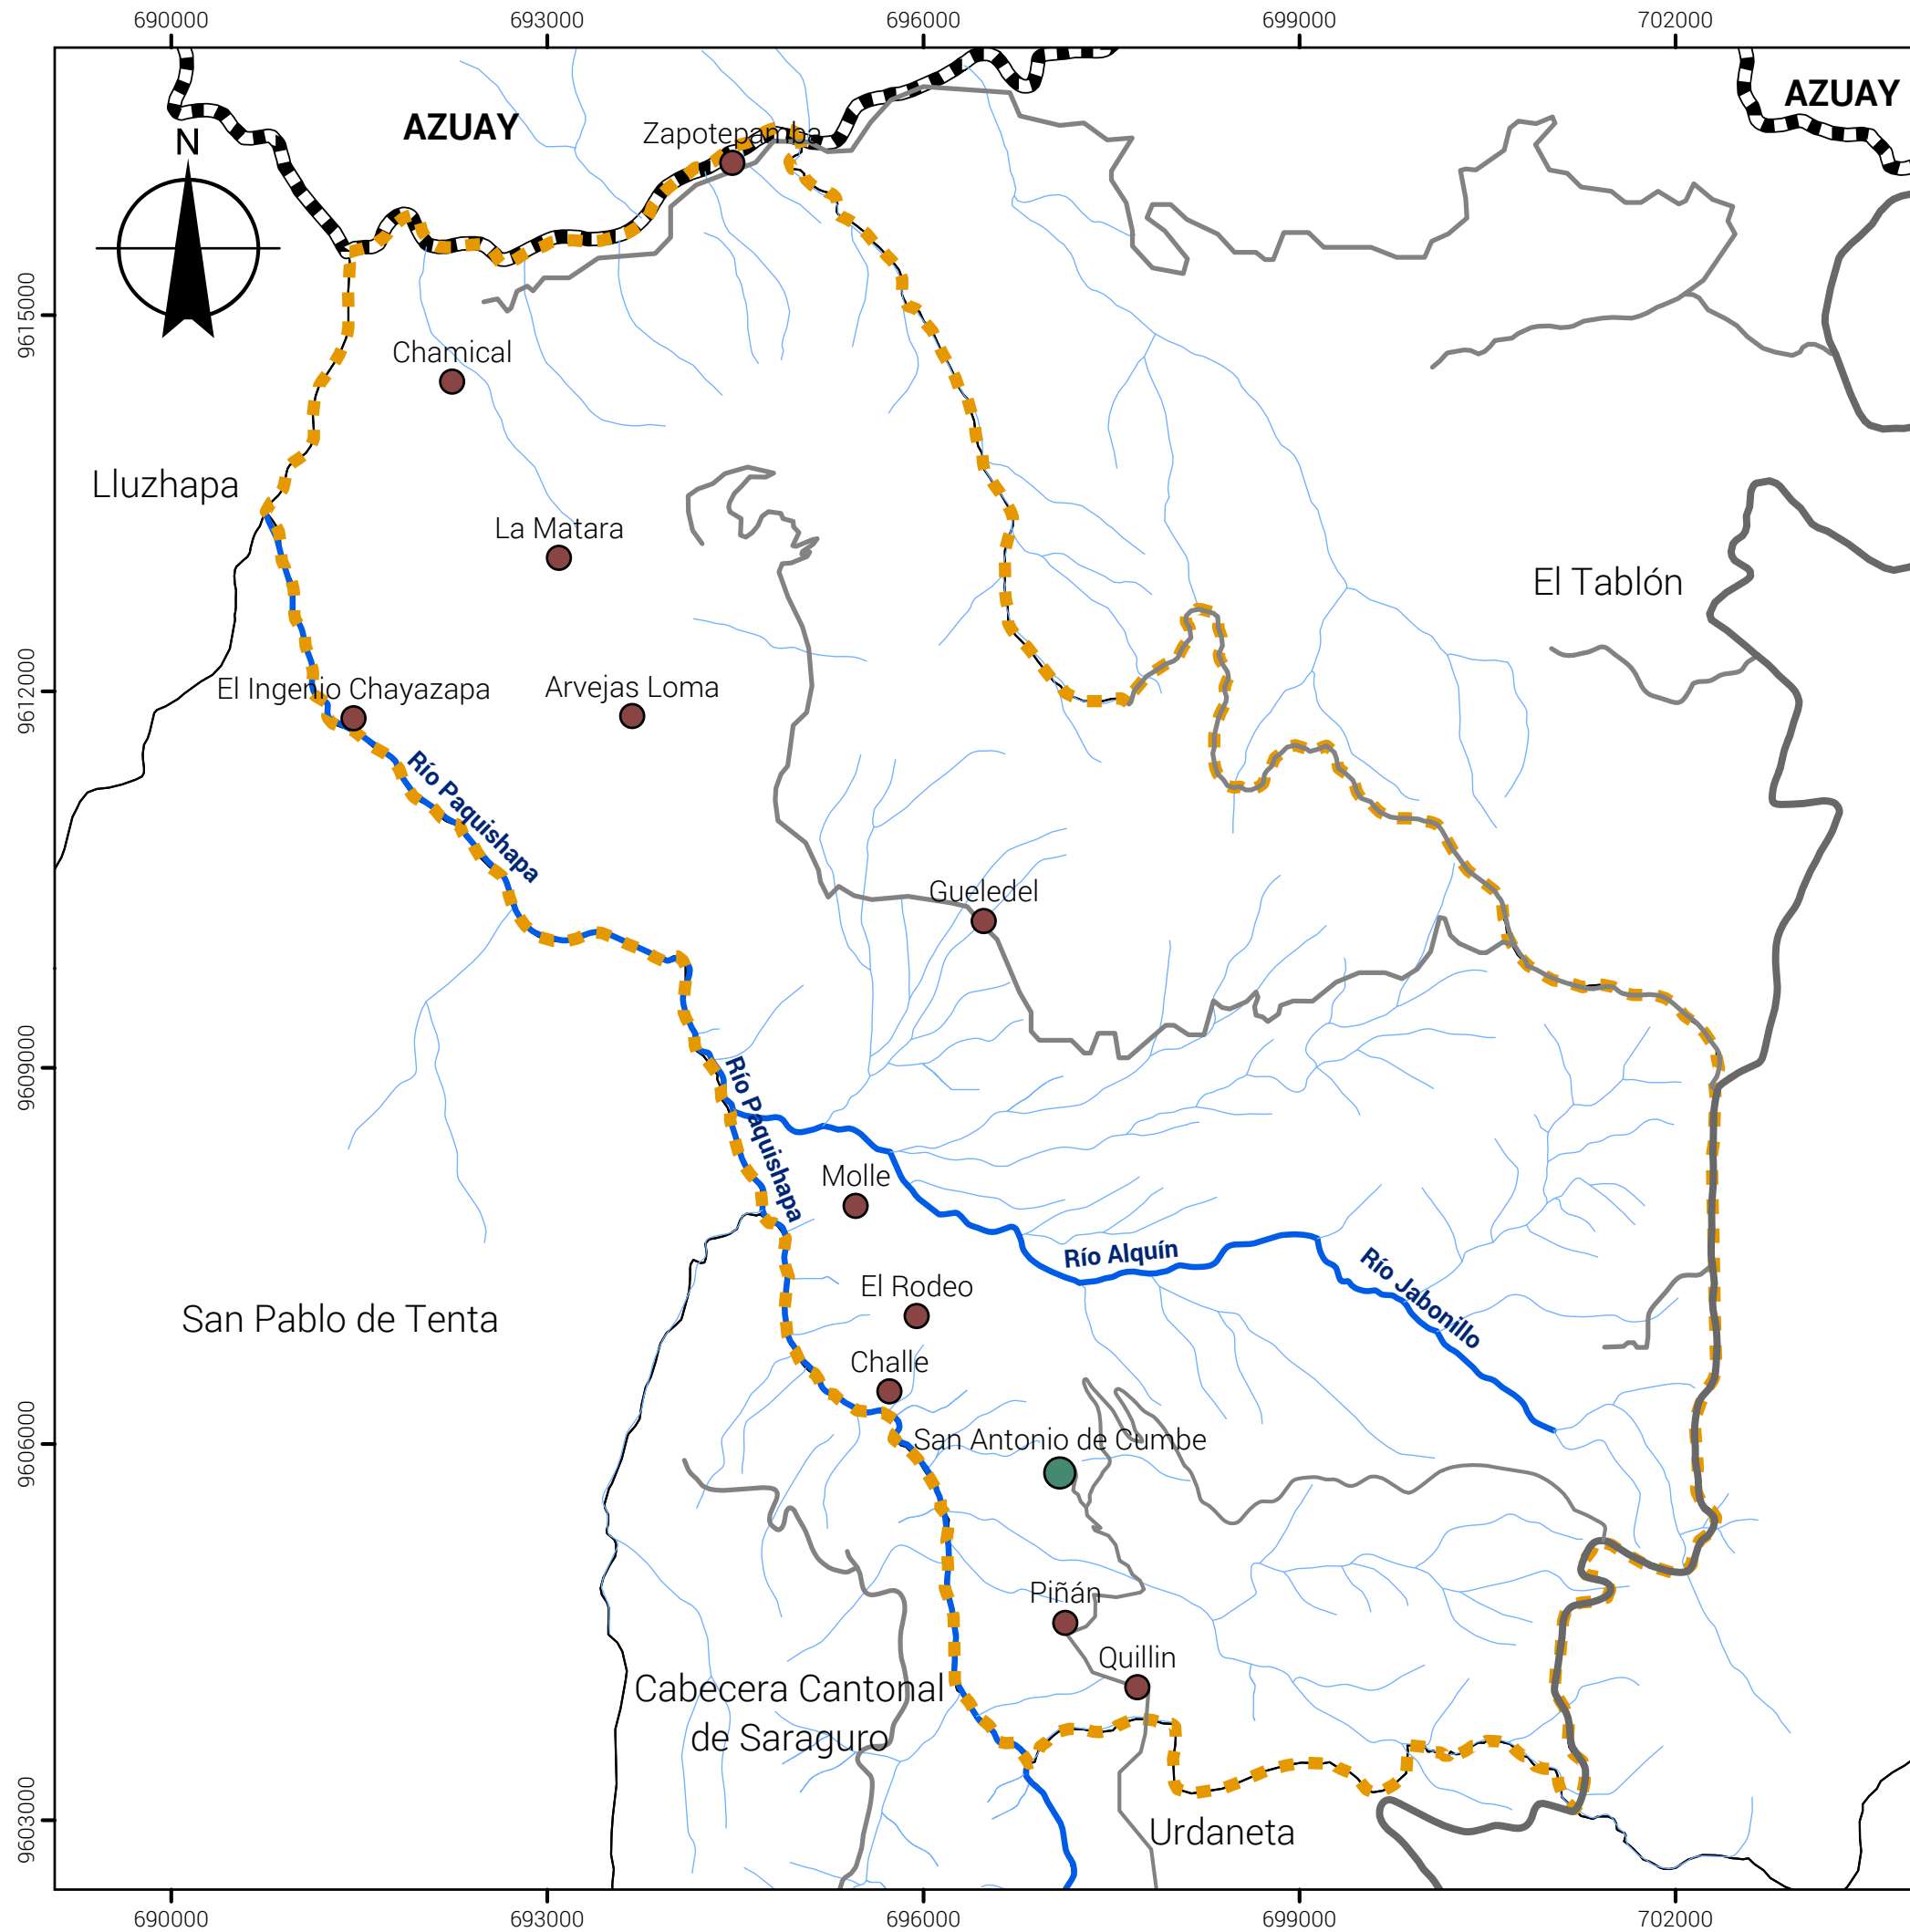 690000
693000
696000
699000
702000
AZUAY
AZUAY
N
Zapotepamba
9615000
Chamical
Lluzhapa
La Matara
El Tablón
9612000
El Ingenio Chayazapa
Arvejas Loma
Río Paquishapa
Gueledel
9609000
Río Paquishapa
Molle
Río Alquín
Río Jabonillo
El Rodeo
San Pablo de Tenta
Challe
9606000
San Antonio de Cumbe
Piñán
Quillin
Cabecera Cantonal
de Saraguro
9603000
Urdaneta
690000
693000
696000
699000
702000